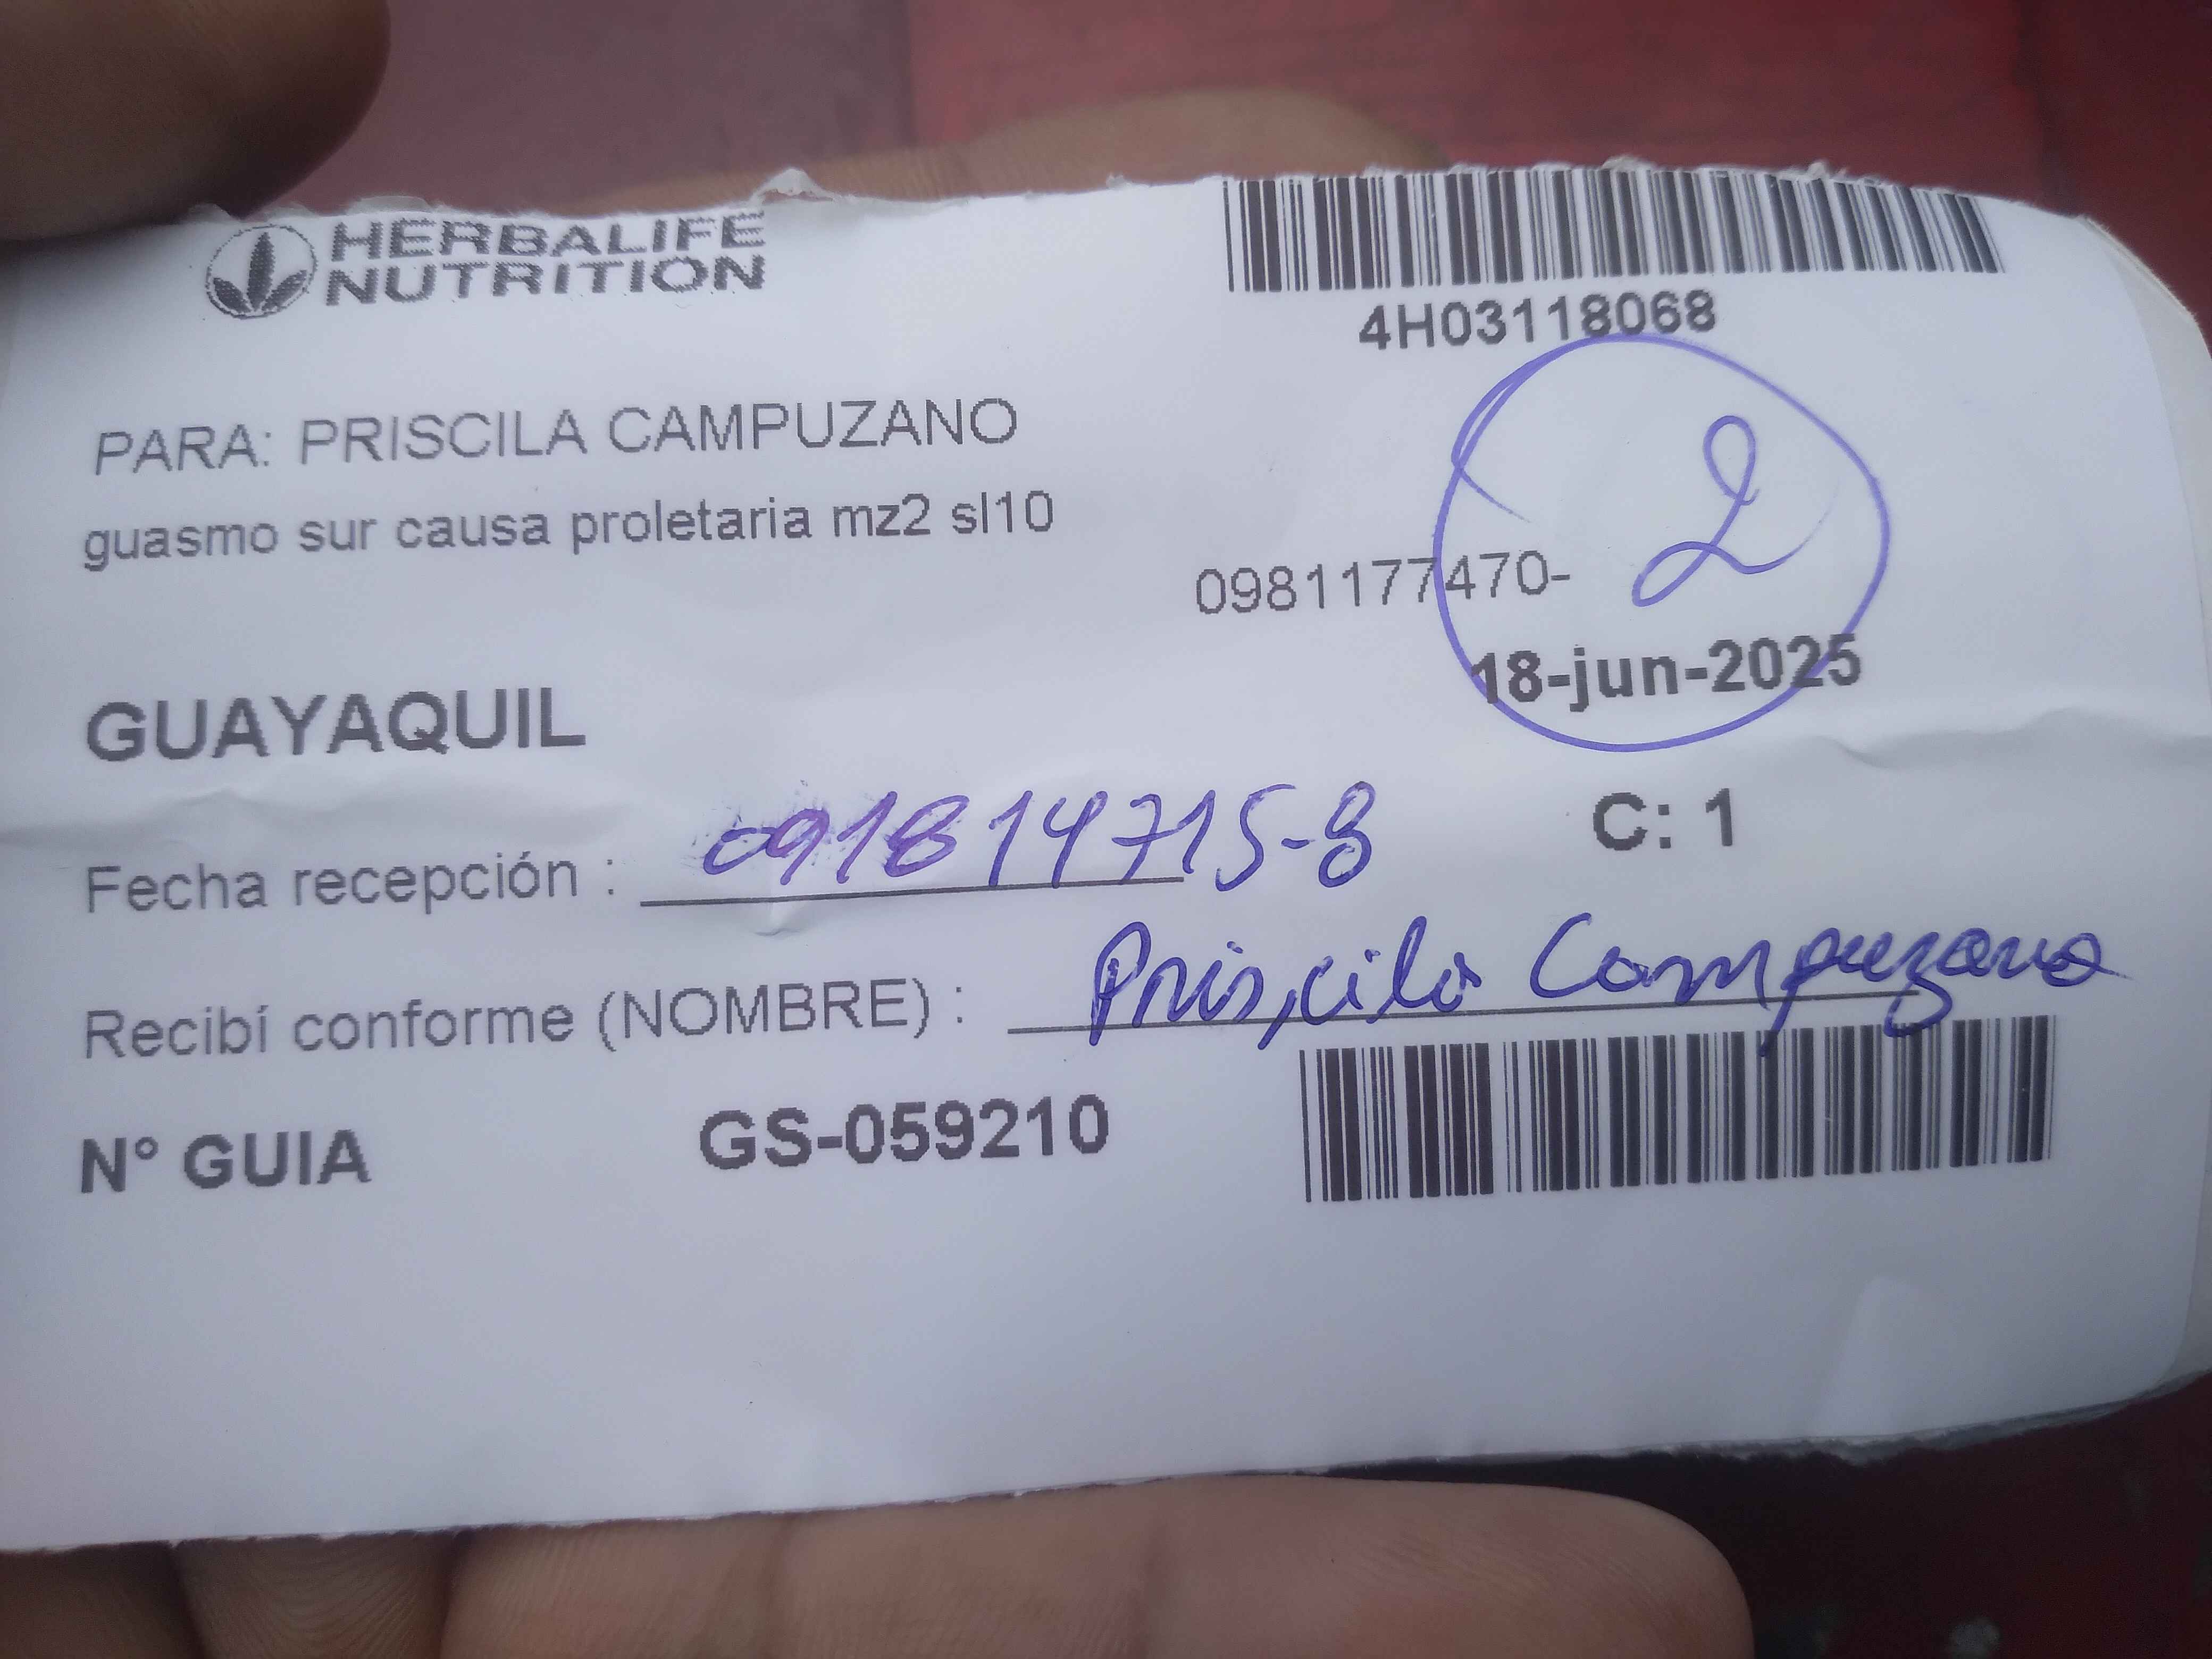 HERBALIFE
NUTRITION
4H03118068
PARA: PRISCILA CAMPUZANO
guasmo sur causa proletaria mz2 sl10
2
0981177470-
18-jun-2025
GUAYAQUIL
C: 1
Fecha recepción : 091814715-8
Recibí conforme (NOMBRE) : Priscila Campuzano
N° GUIA GS-059210